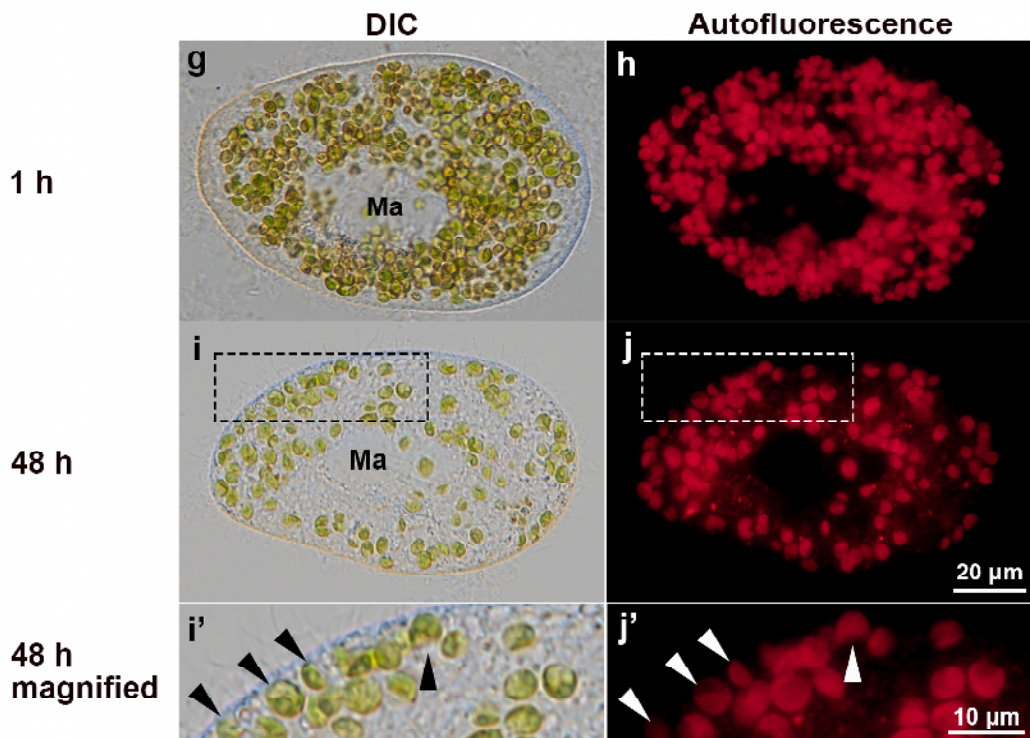 DIC
Autofluorescence
g
h
1 h
Ma
i
j
48 h
Ma
20 µm
i’
j’
48 h
magnified
10 µm